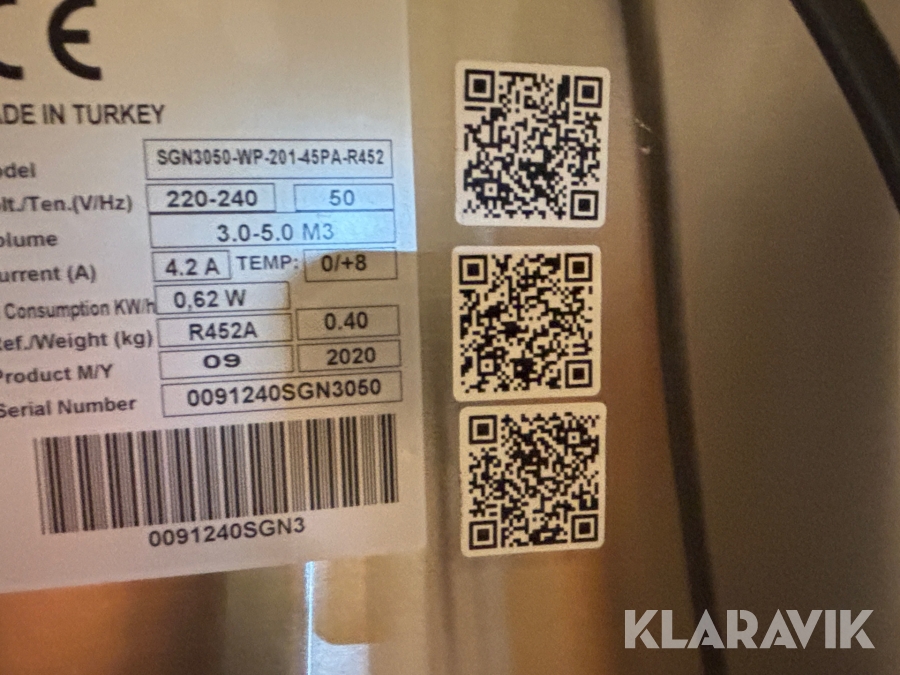 CE
ADE IN TURKEY
odel SGN3050-WP-201-45PA-R452
lt./Ten.(V/Hz) 220-240 50
olume 3.0-5.0 M3
urrent (A) 4.2 A TEMP: 0/+8
Consumption KW/h 0,62 W
ef./Weight (kg) R452A 0.40
Product M/Y 09 2020
Serial Number 0091240SGN3050
0091240SGN3
KLARAVIK